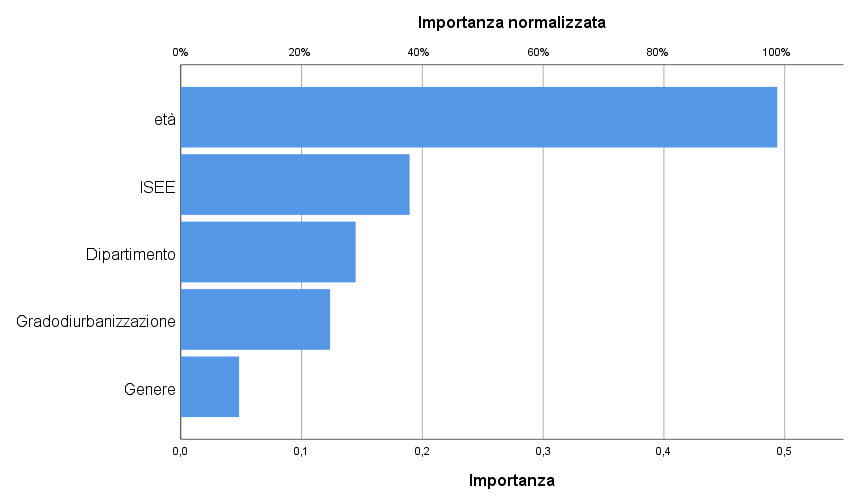 Importanza normalizzata
0% 20% 40% 60% 80% 100%
età
ISEE
Dipartimento
Gradodiurbanizzazione
Genere
0,0 0,1 0,2 0,3 0,4 0,5
Importanza